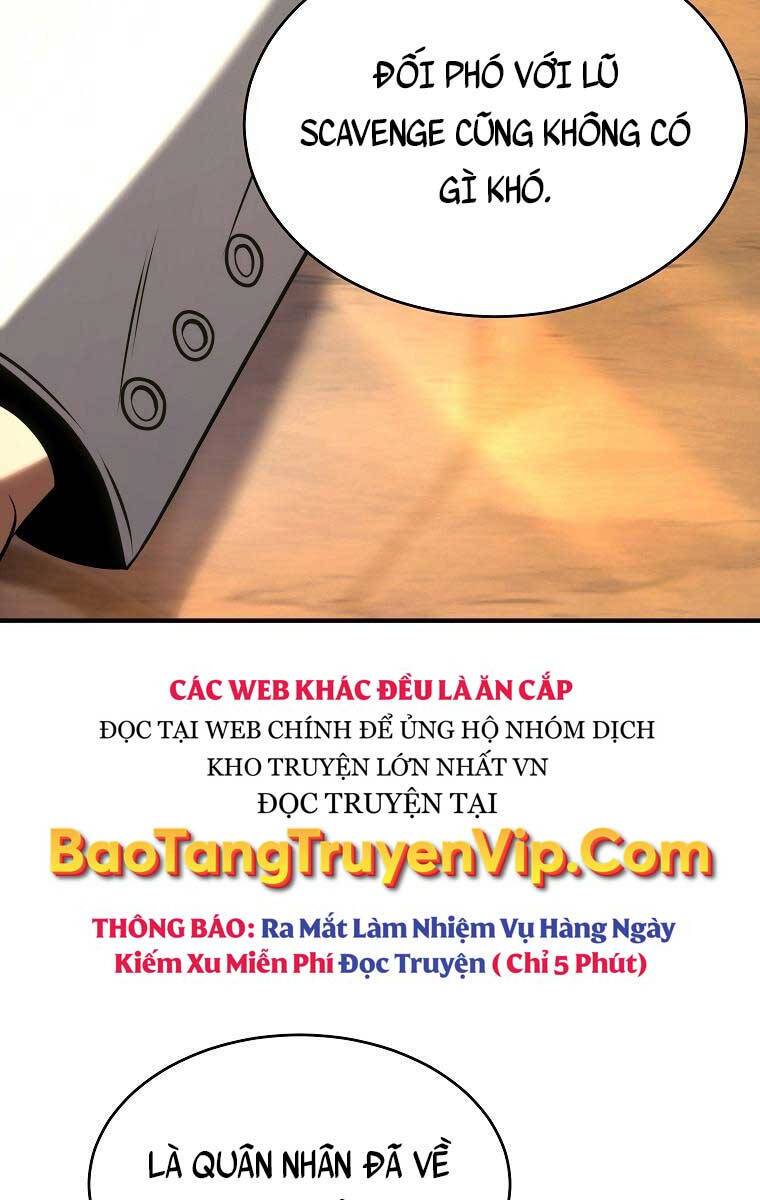 ĐỐI PHÓ VỚI LŨ
SCAVENGE CŨNG KHÔNG CÓ
GÌ KHÓ.
CÁC WEB KHÁC ĐỀU LÀ ĂN CẮP
ĐỌC TẠI WEB CHÍNH ĐỂ ỦNG HỘ NHÓM DỊCH
KHO TRUYỆN LỚN NHẤT VN
ĐỌC TRUYỆN TẠI
BaoTangTruyenVip.Com
THÔNG BÁO: Ra Mắt Làm Nhiệm Vụ Hàng Ngày
Kiếm Xu Miễn Phí Đọc Truyện ( Chỉ 5 Phút)
LÀ QUÂN NHÂN ĐÃ VỀ